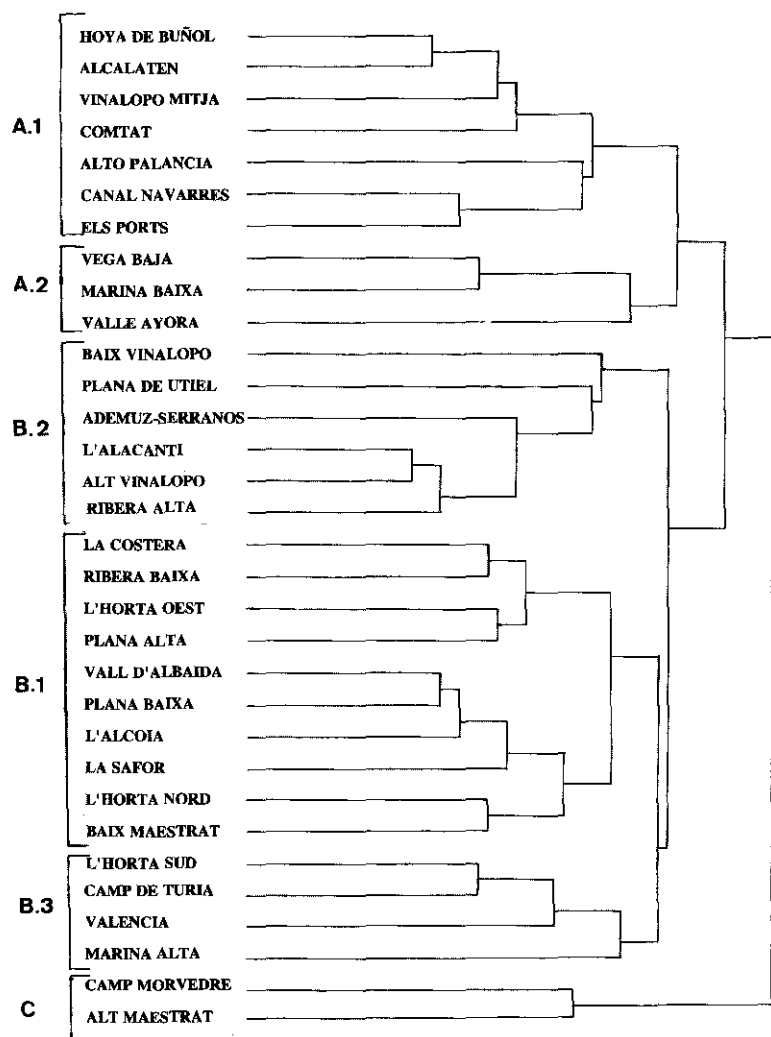 HOYA DE BUÑOL
ALCALATEN
VINALOPO MITJA
A.1
COMTAT
ALTO PALANCIA
CANAL NAVARRES
ELS PORTS
VEGA BAJA
A.2
MARINA BAIXA
VALLE AYORA
BAIX VINALOPO
PLANA DE UTIEL
ADEMUZ-SERRANOS
B.2
L'ALACANTI
ALT VINALOPO
RIBERA ALTA
LA COSTERA
RIBERA BAIXA
L'HORTA OEST
PLANA ALTA
VALL D'ALBAIDA
B.1
PLANA BAIXA
L'ALCOIA
LA SAFOR
L'HORTA NORD
BAIX MAESTRAT
L'HORTA SUD
CAMP DE TURIA
B.3
VALENCIA
MARINA ALTA
CAMP MORVEDRE
C
ALT MAESTRAT